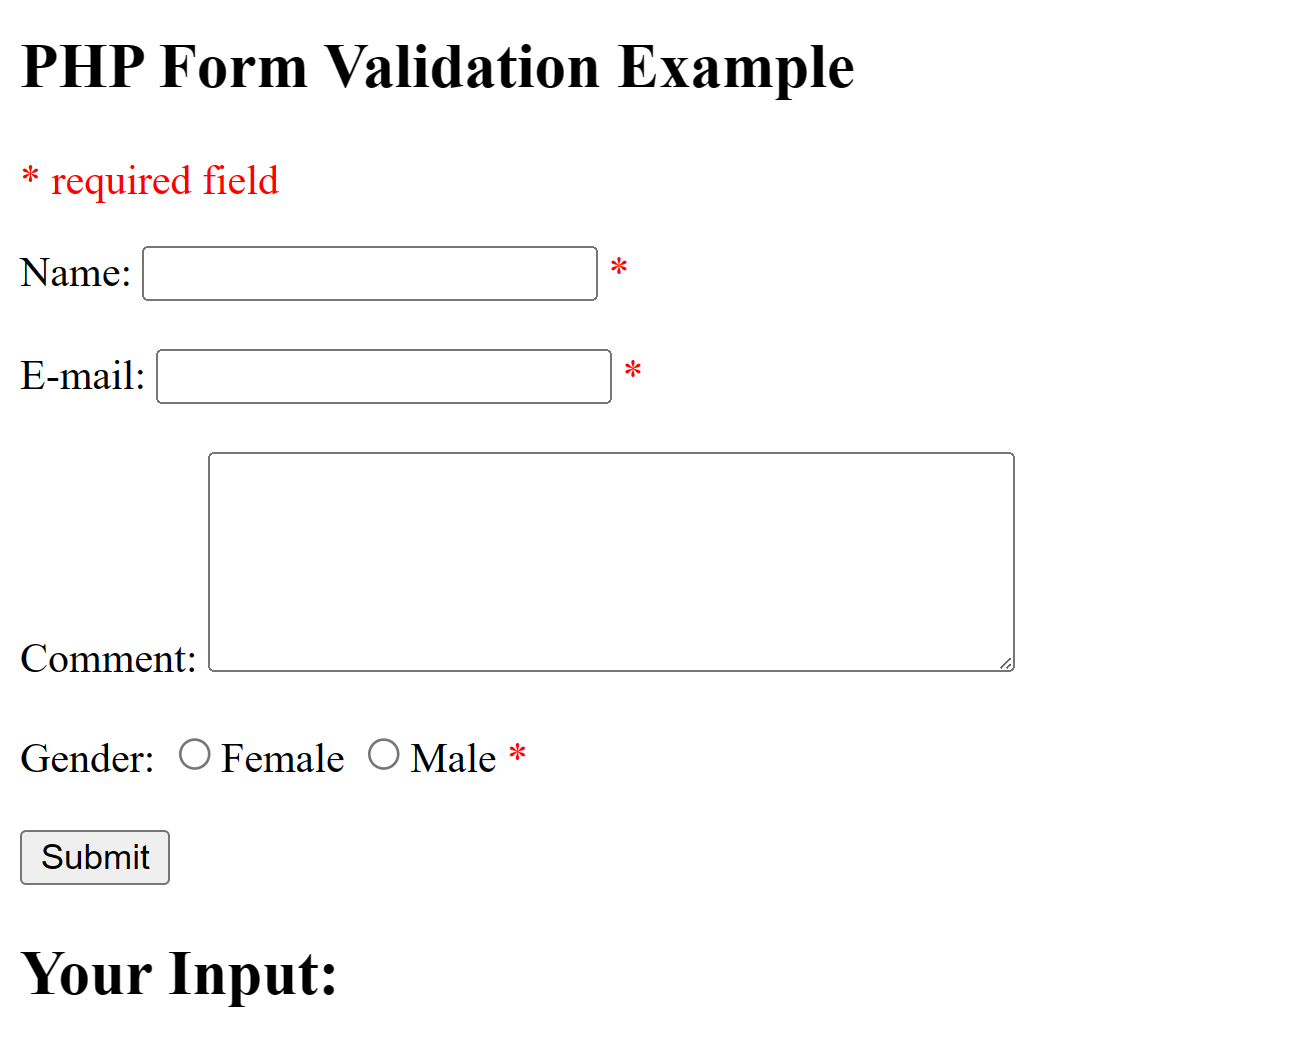 PHP Form Validation Example
* required field
Name: *
E-mail: *
Comment:
Gender: Female Male *
Submit
Your Input: